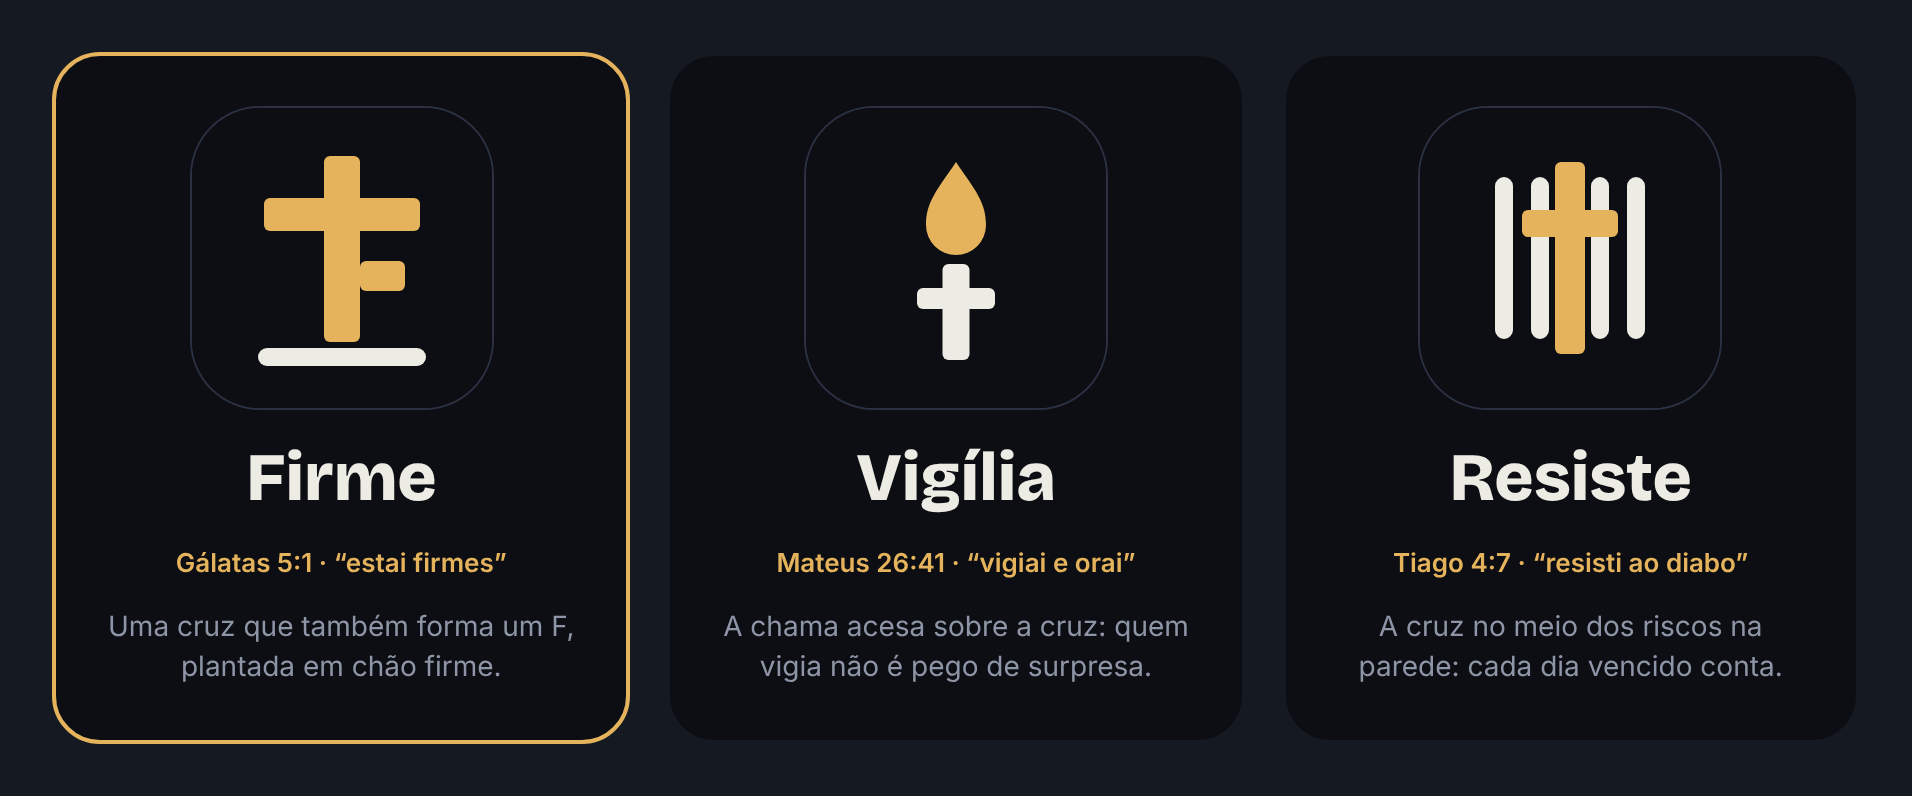 Firme
Gálatas 5:1 · “estai firmes”
Uma cruz que também forma um F,
plantada em chão firme.
Vigília
Mateus 26:41 · “vigiai e orai”
A chama acesa sobre a cruz: quem
vigia não é pego de surpresa.
Resiste
Tiago 4:7 · “resisti ao diabo”
A cruz no meio dos riscos na
parede: cada dia vencido conta.